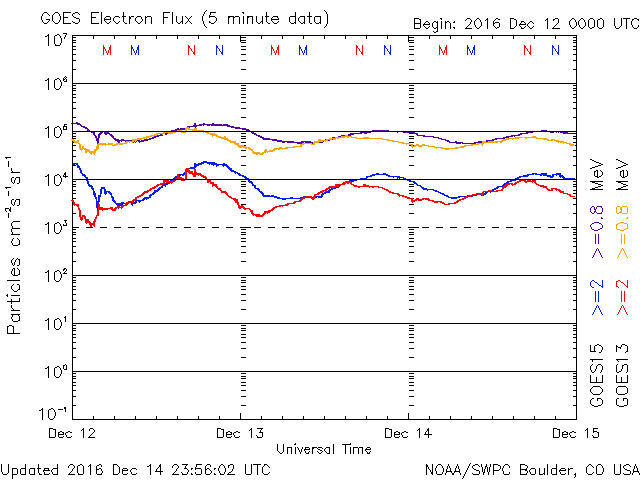 GOES Electron Flux (5 minute data)
Begin: 2016 Dec 12 0000 UTC
M M N N M M N N M M N N
10⁷
10⁶
10⁵
10⁴
10³
10²
10¹
10⁰
10⁻¹
Particles cm⁻²s⁻¹sr⁻¹
Dec 12 Dec 13 Dec 14 Dec 15
Universal Time
GOES15 >=2 >=0.8 MeV
GOES13 >=2 >=0.8 MeV
Updated 2016 Dec 14 23:56:02 UTC
NOAA/SWPC Boulder, CO USA